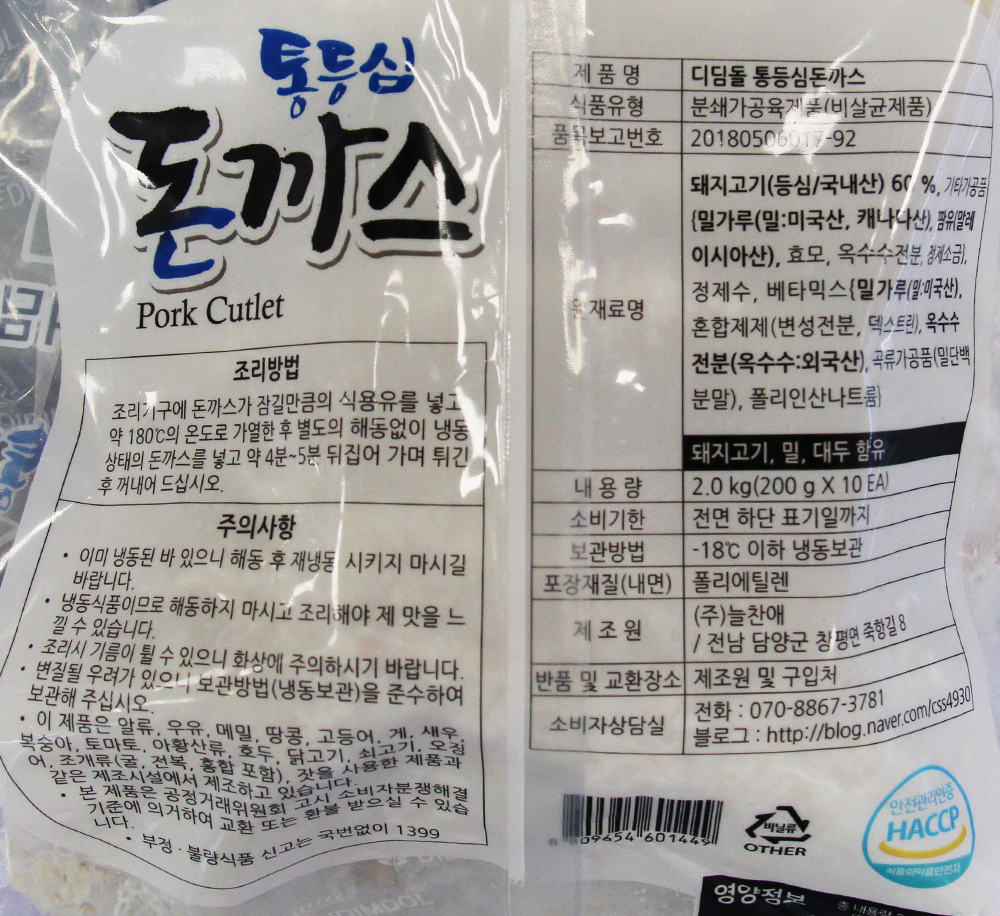 통등심
돈까스
Pork Cutlet
조리방법
조리기구에 돈까스가 잠길만큼의 식용유를 넣고
약 180℃의 온도로 가열한 후 별도의 해동없이 냉동
상태의 돈까스를 넣고 약 4분~5분 뒤집어 가며 튀긴
후 꺼내어 드십시오.
주의사항
• 이미 냉동된 바 있으니 해동 후 재냉동 시키지 마시길
바랍니다.
• 냉동식품이므로 해동하지 마시고 조리해야 제 맛을 느
낄 수 있습니다.
• 조리시 기름이 튈 수 있으니 화상에 주의하시기 바랍니다.
• 변질될 우려가 있으니 보관방법(냉동보관)을 준수하여
보관해 주십시오.
• 이 제품은 알류, 우유, 메밀, 땅콩, 고등어, 게, 새우,
복숭아, 토마토, 아황산류, 호두, 닭고기, 쇠고기, 오징
어, 조개류(굴, 전복, 홍합 포함), 잣을 사용한 제품과
같은 제조시설에서 제조하고 있습니다.
• 본 제품은 공정거래위원회 고시 소비자분쟁해결
기준에 의거하여 교환 또는 환불 받으실 수 있습
니다.
• 부정·불량식품 신고는 국번없이 1399
제품명 디딤돌 통등심돈까스
식품유형 분쇄가공육제품(비살균제품)
품목보고번호 -92
원재료명 돼지고기(등심/국내산) 60 %, 기타가공품
{밀가루(밀:미국산, 캐나다산), 팜유(말레
이시아산), 효모, 옥수수전분, 정제소금},
정제수, 베타믹스{밀가루(밀:미국산),
혼합제제(변성전분, 덱스트린), 옥수수
전분(옥수수:외국산), 곡류가공품(밀단백
분말), 폴리인산나트륨}
돼지고기, 밀, 대두 함유
내용량 2.0 kg(200 g X 10 EA)
소비기한 전면 하단 표기일까지
보관방법 -18℃ 이하 냉동보관
포장재질(내면) 폴리에틸렌
제조원 (주)늘찬애
/ 전남 담양군 창평면 죽향길 8
반품 및 교환장소 제조원 및 구입처
소비자상담실 전화 : 070-8867-3781
블로그 : http://blog.naver.com/css4930
8 809654 601449
비닐류
OTHER
안전관리인증
HACCP
식품의약품안전처
영양정보
총 내용량